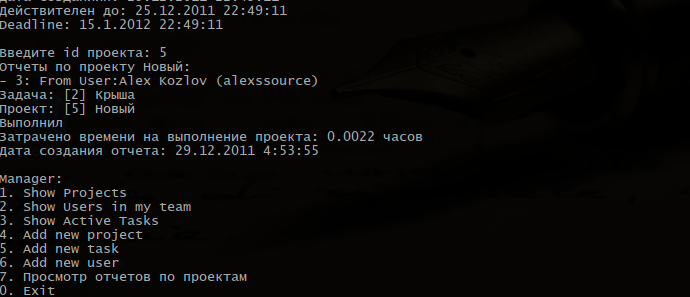 Действителен до: 25.12.2011 22:49:11
Deadline: 15.1.2012 22:49:11
Введите id проекта: 5
Отчеты по проекту Новый:
- 3: From User:Alex Kozlov (alexssource)
Задача: [2] Крыша
Проект: [5] Новый
Выполнил
Затрачено времени на выполнение проекта: 0.0022 часов
Дата создания отчета: 29.12.2011 4:53:55
Manager:
1. Show Projects
2. Show Users in my team
3. Show Active Tasks
4. Add new project
5. Add new task
6. Add new user
7. Просмотр отчетов по проектам
0. Exit